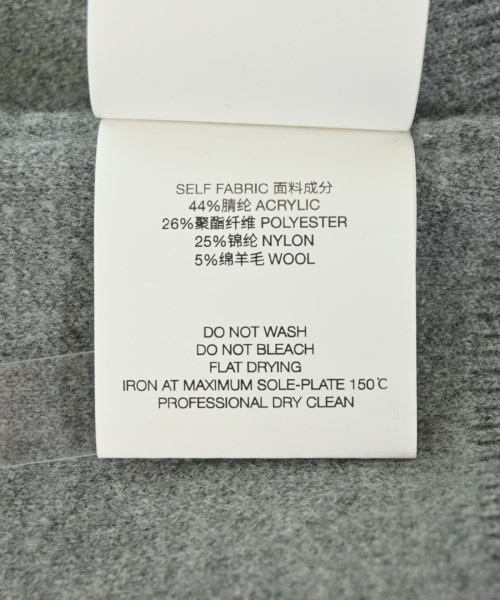 SELF FABRIC 面料成分
44%腈纶 ACRYLIC
26%聚酯纤维 POLYESTER
25%锦纶 NYLON
5%绵羊毛 WOOL
DO NOT WASH
DO NOT BLEACH
FLAT DRYING
IRON AT MAXIMUM SOLE-PLATE 150℃
PROFESSIONAL DRY CLEAN